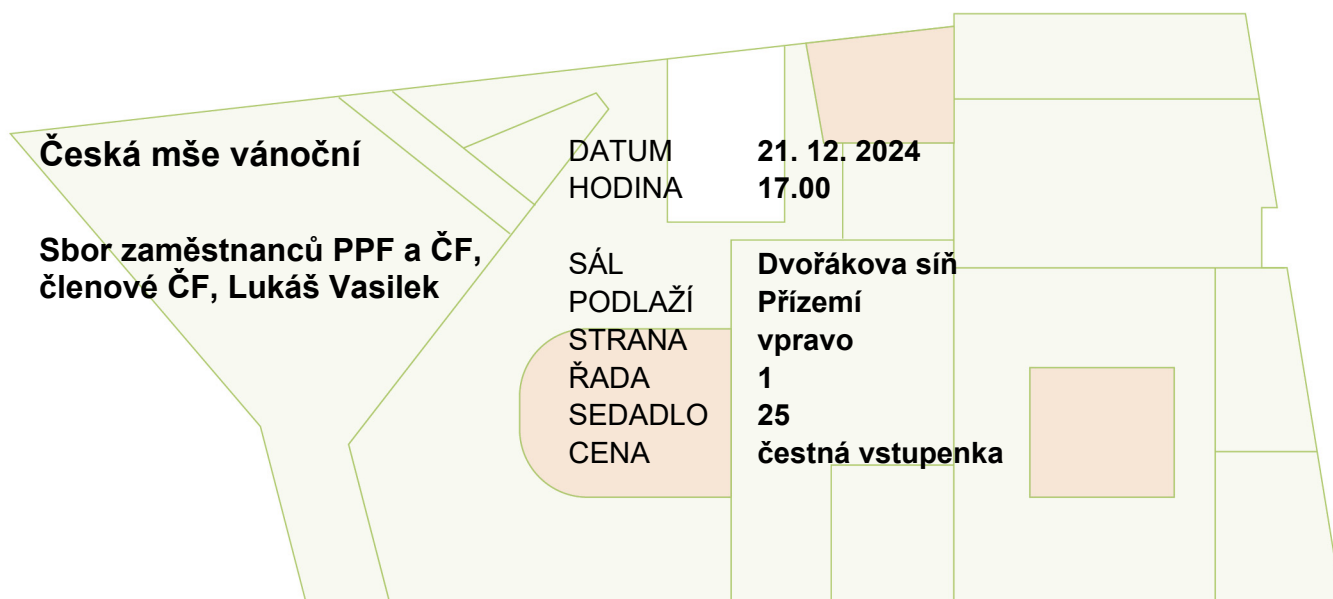 Česká mše vánoční
Sbor zaměstnanců PPF a ČF,
členové ČF, Lukáš Vasilek
DATUM 21. 12. 2024
HODINA 17.00
SÁL Dvořákova síň
PODLAŽÍ Přízemí
STRANA vpravo
ŘADA 1
SEDADLO 25
CENA čestná vstupenka